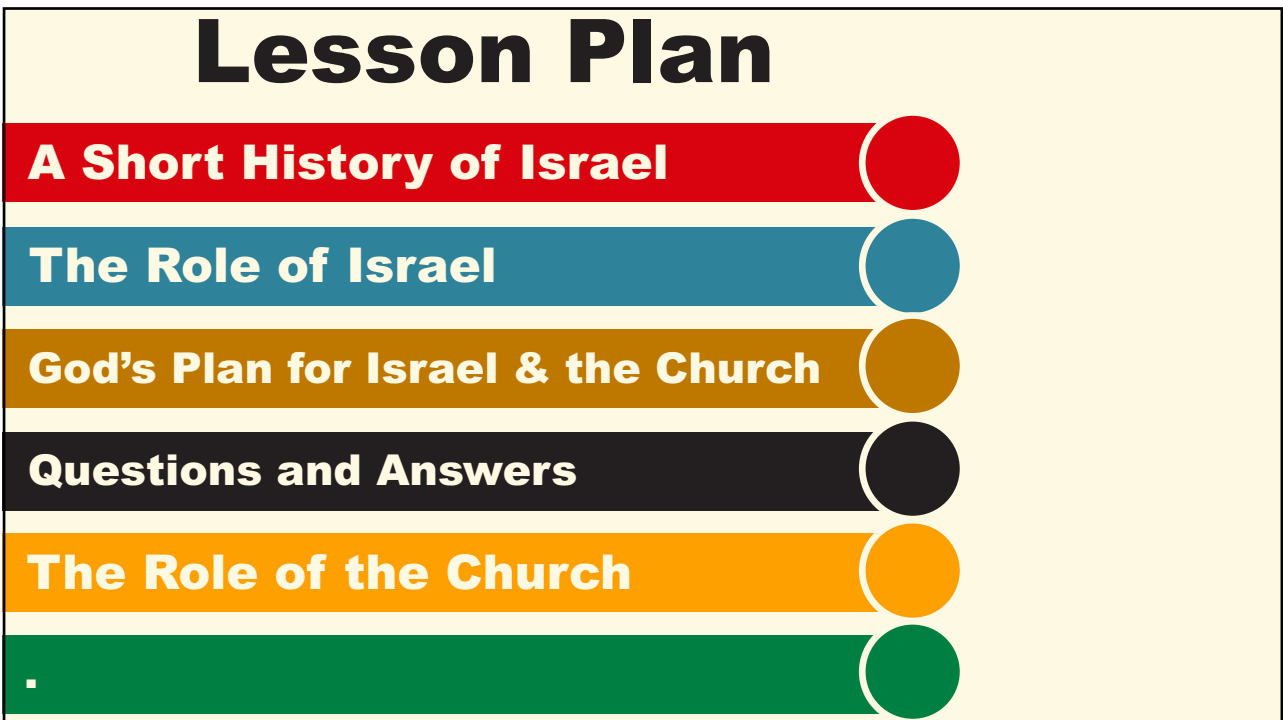 Lesson Plan
A Short History of Israel
The Role of Israel
God’s Plan for Israel & the Church
Questions and Answers
The Role of the Church
.